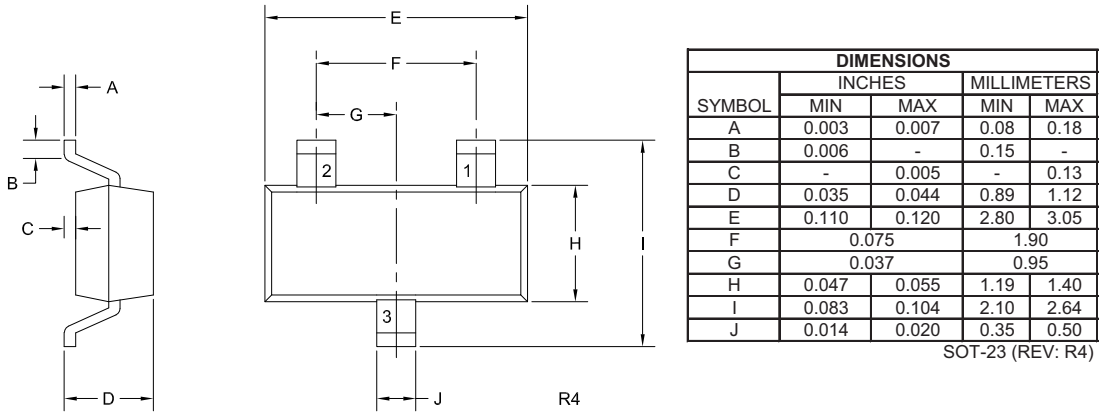 E
F
A
G
B
2
1
C
H
I
3
D
J
R4
DIMENSIONS
INCHES MILLIMETERS
SYMBOL MIN MAX MIN MAX
A 0.003 0.007 0.08 0.18
B 0.006 - 0.15 -
C - 0.005 - 0.13
D 0.035 0.044 0.89 1.12
E 0.110 0.120 2.80 3.05
F 0.075 1.90
G 0.037 0.95
H 0.047 0.055 1.19 1.40
I 0.083 0.104 2.10 2.64
J 0.014 0.020 0.35 0.50
SOT-23 (REV: R4)